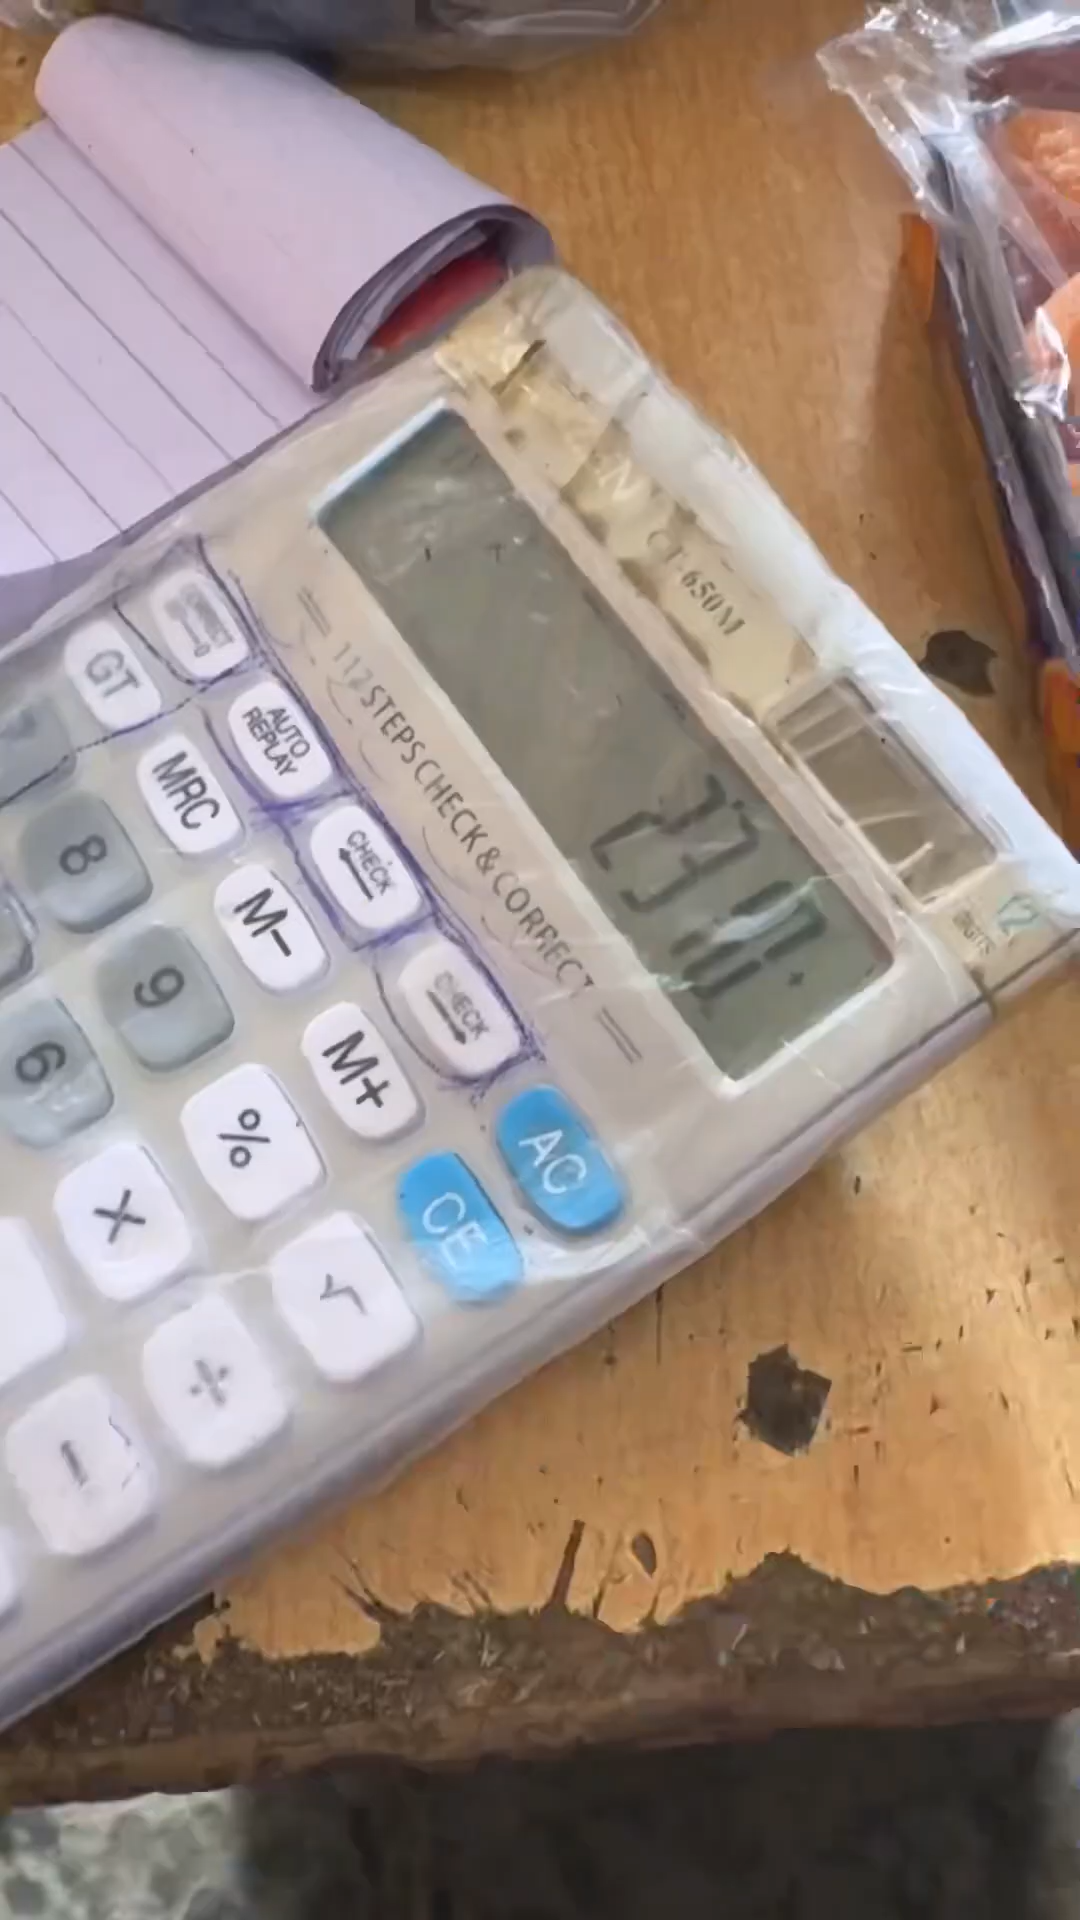 CT-650M
12
DIGITS
112 STEPS CHECK & CORRECT
GT
AUTO REPLAY
CHECK
CHECK
AC
MRC
M-
M+
CE
8
9
%
√
6
×
÷
-